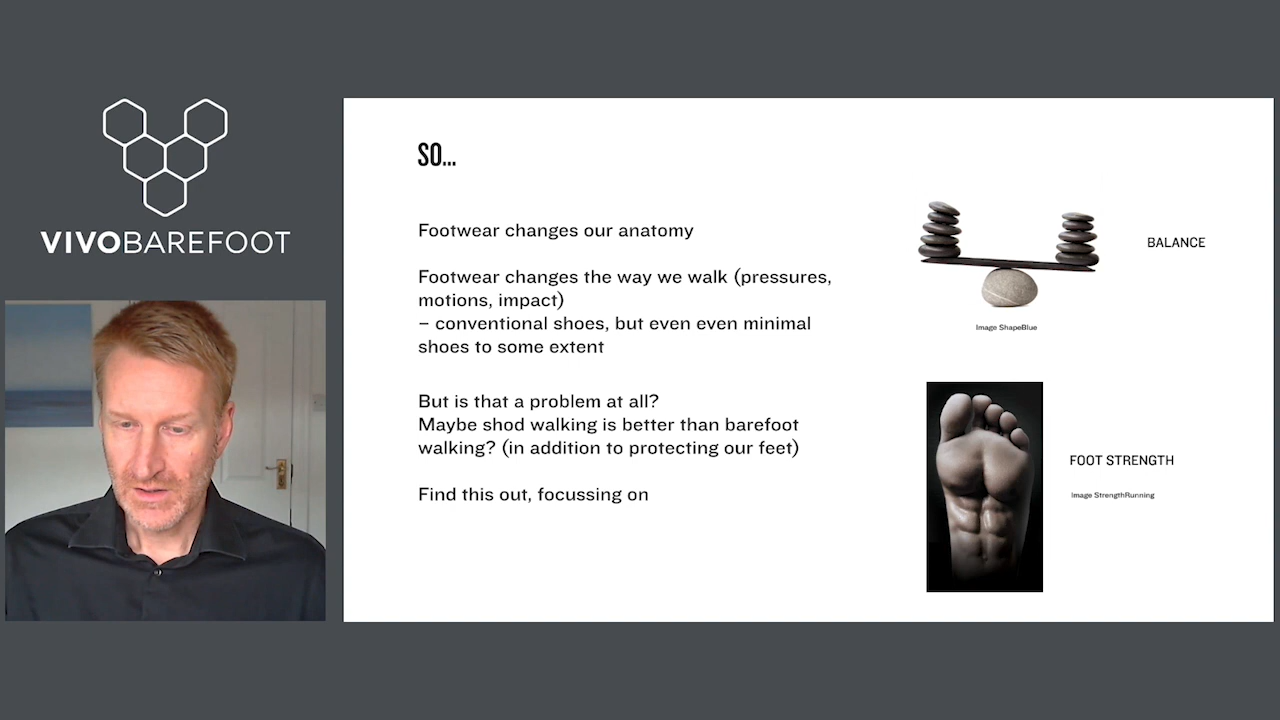 VIVOBAREFOOT
SO...
Footwear changes our anatomy
Footwear changes the way we walk (pressures,
motions, impact)
– conventional shoes, but even even minimal
shoes to some extent
But is that a problem at all?
Maybe shod walking is better than barefoot
walking? (in addition to protecting our feet)
Find this out, focussing on
BALANCE
Image ShapeBlue
FOOT STRENGTH
Image StrengthRunning